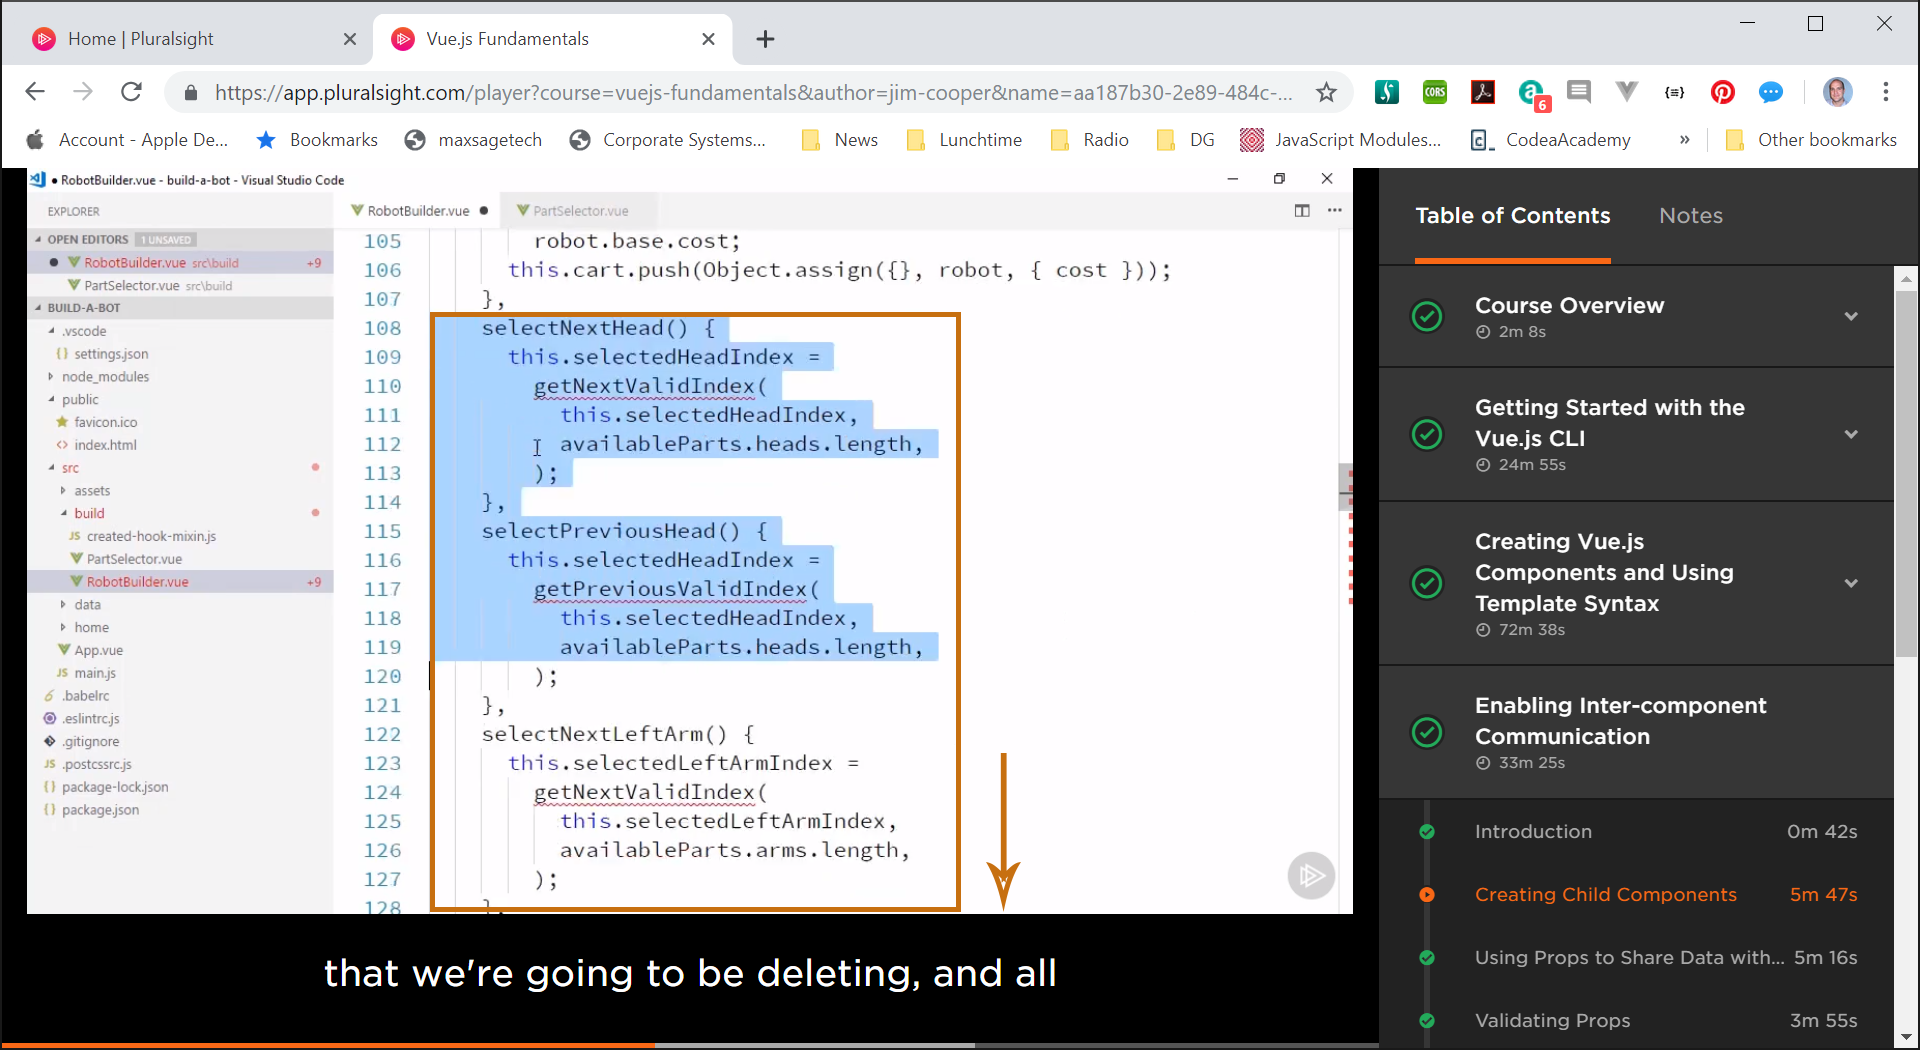 Home | Pluralsight
Vue.js Fundamentals
https://app.pluralsight.com/player?course=vuejs-fundamentals&author=jim-cooper&name=aa187b30-2e89-484c-...
CORS
6
{≡}
Account - Apple De...
Bookmarks
maxsagetech
Corporate Systems...
News
Lunchtime
Radio
DG
JavaScript Modules...
CodeaAcademy
»
Other bookmarks
● RobotBuilder.vue - build-a-bot - Visual Studio Code
EXPLORER
OPEN EDITORS 1 UNSAVED
RobotBuilder.vue src\build +9
PartSelector.vue src\build
BUILD-A-BOT
.vscode
{} settings.json
node_modules
public
favicon.ico
<> index.html
src
assets
build
JS created-hook-mixin.js
PartSelector.vue
RobotBuilder.vue +9
data
home
App.vue
JS main.js
.babelrc
.eslintrc.js
.gitignore
JS .postcssrc.js
{} package-lock.json
{} package.json
RobotBuilder.vue ●
PartSelector.vue
105 robot.base.cost;
106 this.cart.push(Object.assign({}, robot, { cost }));
107 },
108 selectNextHead() {
109 this.selectedHeadIndex =
110 getNextValidIndex(
111 this.selectedHeadIndex,
112 availableParts.heads.length,
113 );
114 },
115 selectPreviousHead() {
116 this.selectedHeadIndex =
117 getPreviousValidIndex(
118 this.selectedHeadIndex,
119 availableParts.heads.length,
120 );
121 },
122 selectNextLeftArm() {
123 this.selectedLeftArmIndex =
124 getNextValidIndex(
125 this.selectedLeftArmIndex,
126 availableParts.arms.length,
127 );
128 },
that we're going to be deleting, and all
Table of Contents
Notes
Course Overview
2m 8s
Getting Started with the
Vue.js CLI
24m 55s
Creating Vue.js
Components and Using
Template Syntax
72m 38s
Enabling Inter-component
Communication
33m 25s
Introduction 0m 42s
Creating Child Components 5m 47s
Using Props to Share Data with... 5m 16s
Validating Props 3m 55s